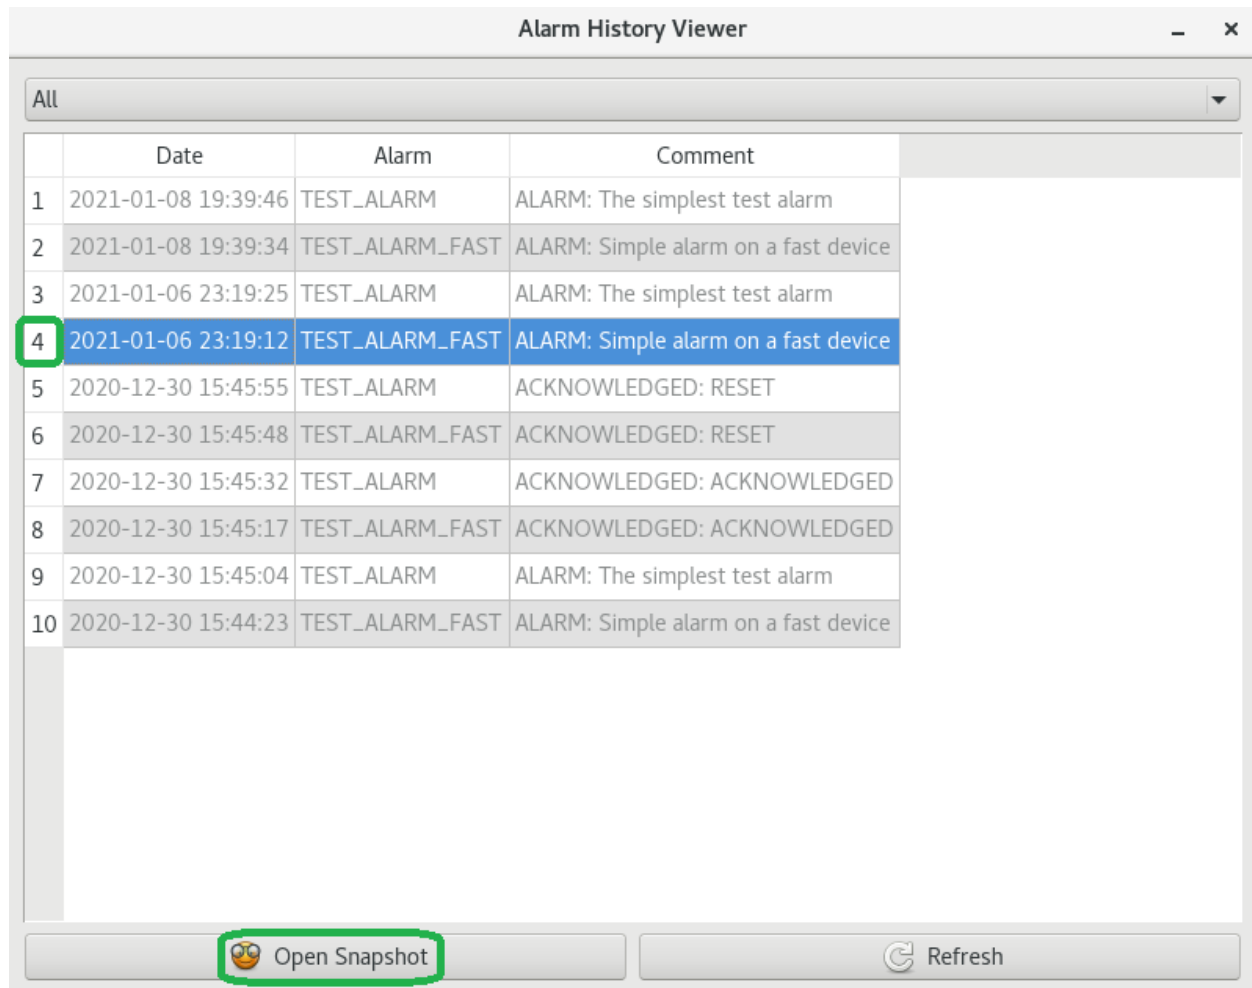 Alarm History Viewer
All
Date Alarm Comment
1 2021-01-08 19:39:46 TEST_ALARM ALARM: The simplest test alarm
2 2021-01-08 19:39:34 TEST_ALARM_FAST ALARM: Simple alarm on a fast device
3 2021-01-06 23:19:25 TEST_ALARM ALARM: The simplest test alarm
4 2021-01-06 23:19:12 TEST_ALARM_FAST ALARM: Simple alarm on a fast device
5 2020-12-30 15:45:55 TEST_ALARM ACKNOWLEDGED: RESET
6 2020-12-30 15:45:48 TEST_ALARM_FAST ACKNOWLEDGED: RESET
7 2020-12-30 15:45:32 TEST_ALARM ACKNOWLEDGED: ACKNOWLEDGED
8 2020-12-30 15:45:17 TEST_ALARM_FAST ACKNOWLEDGED: ACKNOWLEDGED
9 2020-12-30 15:45:04 TEST_ALARM ALARM: The simplest test alarm
10 2020-12-30 15:44:23 TEST_ALARM_FAST ALARM: Simple alarm on a fast device
Open Snapshot Refresh